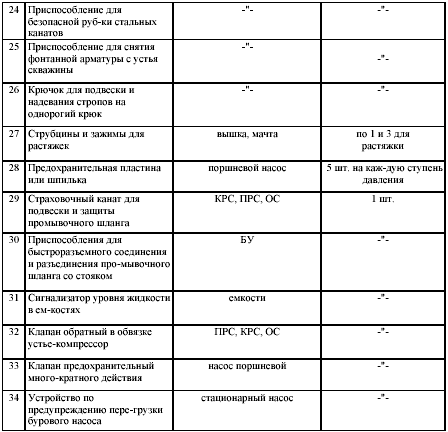 24 Приспособление для -"- -"-
безопасной руб-ки стальных
канатов
25 Приспособление для снятия -"-
фонтанной арматуры с устья -"-
скважины
26 Крючок для подвески и -"- -"-
надевания стропов на
однорогий крюк
27 Струбцины и зажимы для вышка, мачта по 1 и 3 для
растяжек растяжки
28 Предохранительная пластина поршневой насос 5 шт. на каж-дую ступень
или шпилька давления
29 Страховочный канат для КРС, ПРС, ОС 1 шт.
подвески и защиты
промывочного шланга
30 Приспособления для БУ -"-
быстроразъемного соединения
и разъединения про-мывочного
шланга со стояком
31 Сигнализатор уровня жидкости емкости -"-
в ем-костях
32 Клапан обратный в обвязке ПРС, КРС, ОС -"-
устье-компрессор
33 Клапан предохранительный насос поршневой -"-
много-кратного действия
34 Устройство по стационарный насос -"-
предупреждению пере-грузки
бурового насоса